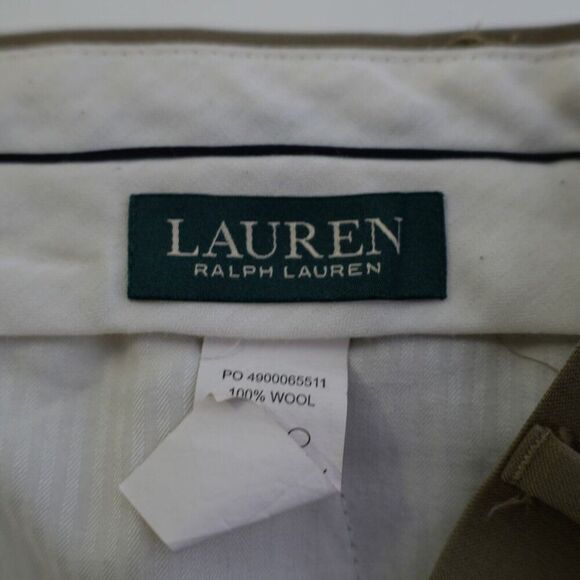 LAUREN
RALPH LAUREN
PO 4900065511
100% WOOL